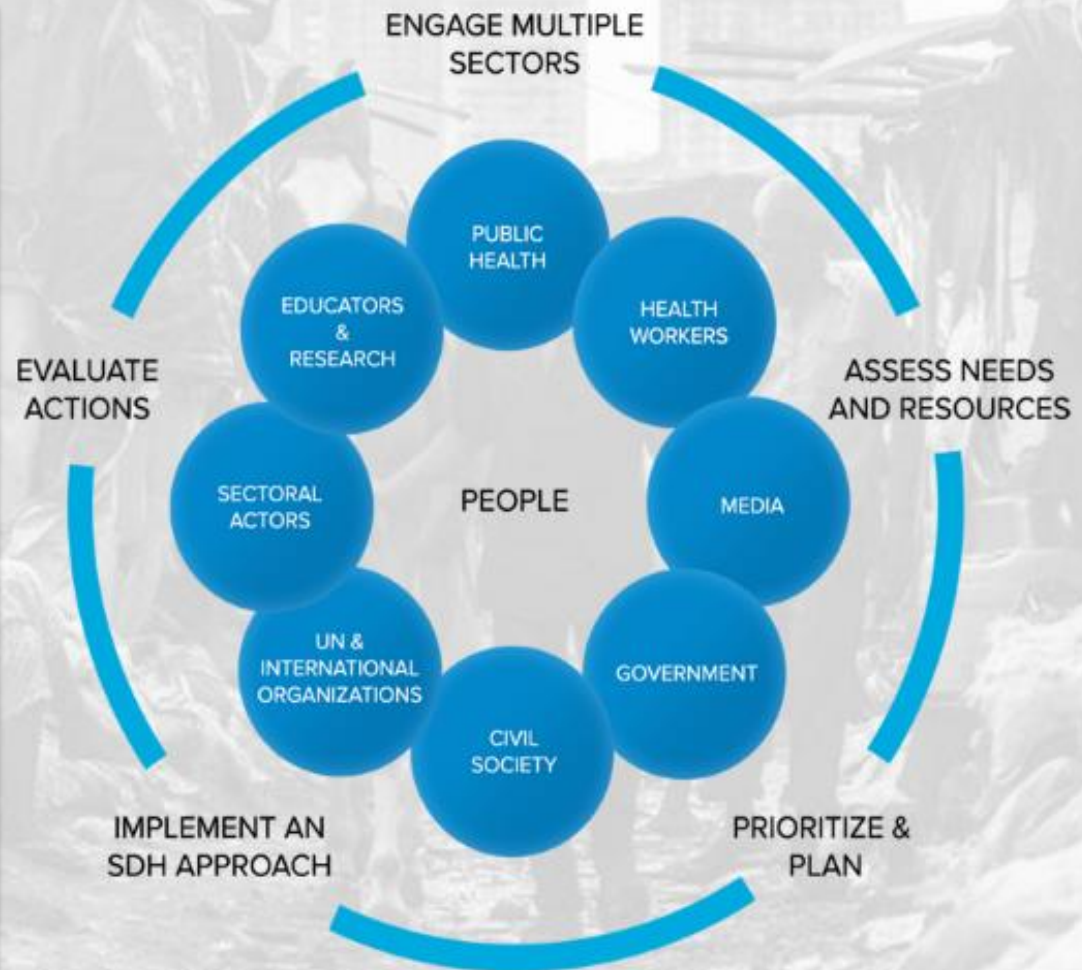 ENGAGE MULTIPLE
SECTORS
PUBLIC
HEALTH
EDUCATORS
&
RESEARCH
HEALTH
WORKERS
EVALUATE
ACTIONS
ASSESS NEEDS
AND RESOURCES
SECTORAL
ACTORS
PEOPLE
MEDIA
UN &
INTERNATIONAL
ORGANIZATIONS
GOVERNMENT
CIVIL
SOCIETY
IMPLEMENT AN
SDH APPROACH
PRIORITIZE &
PLAN